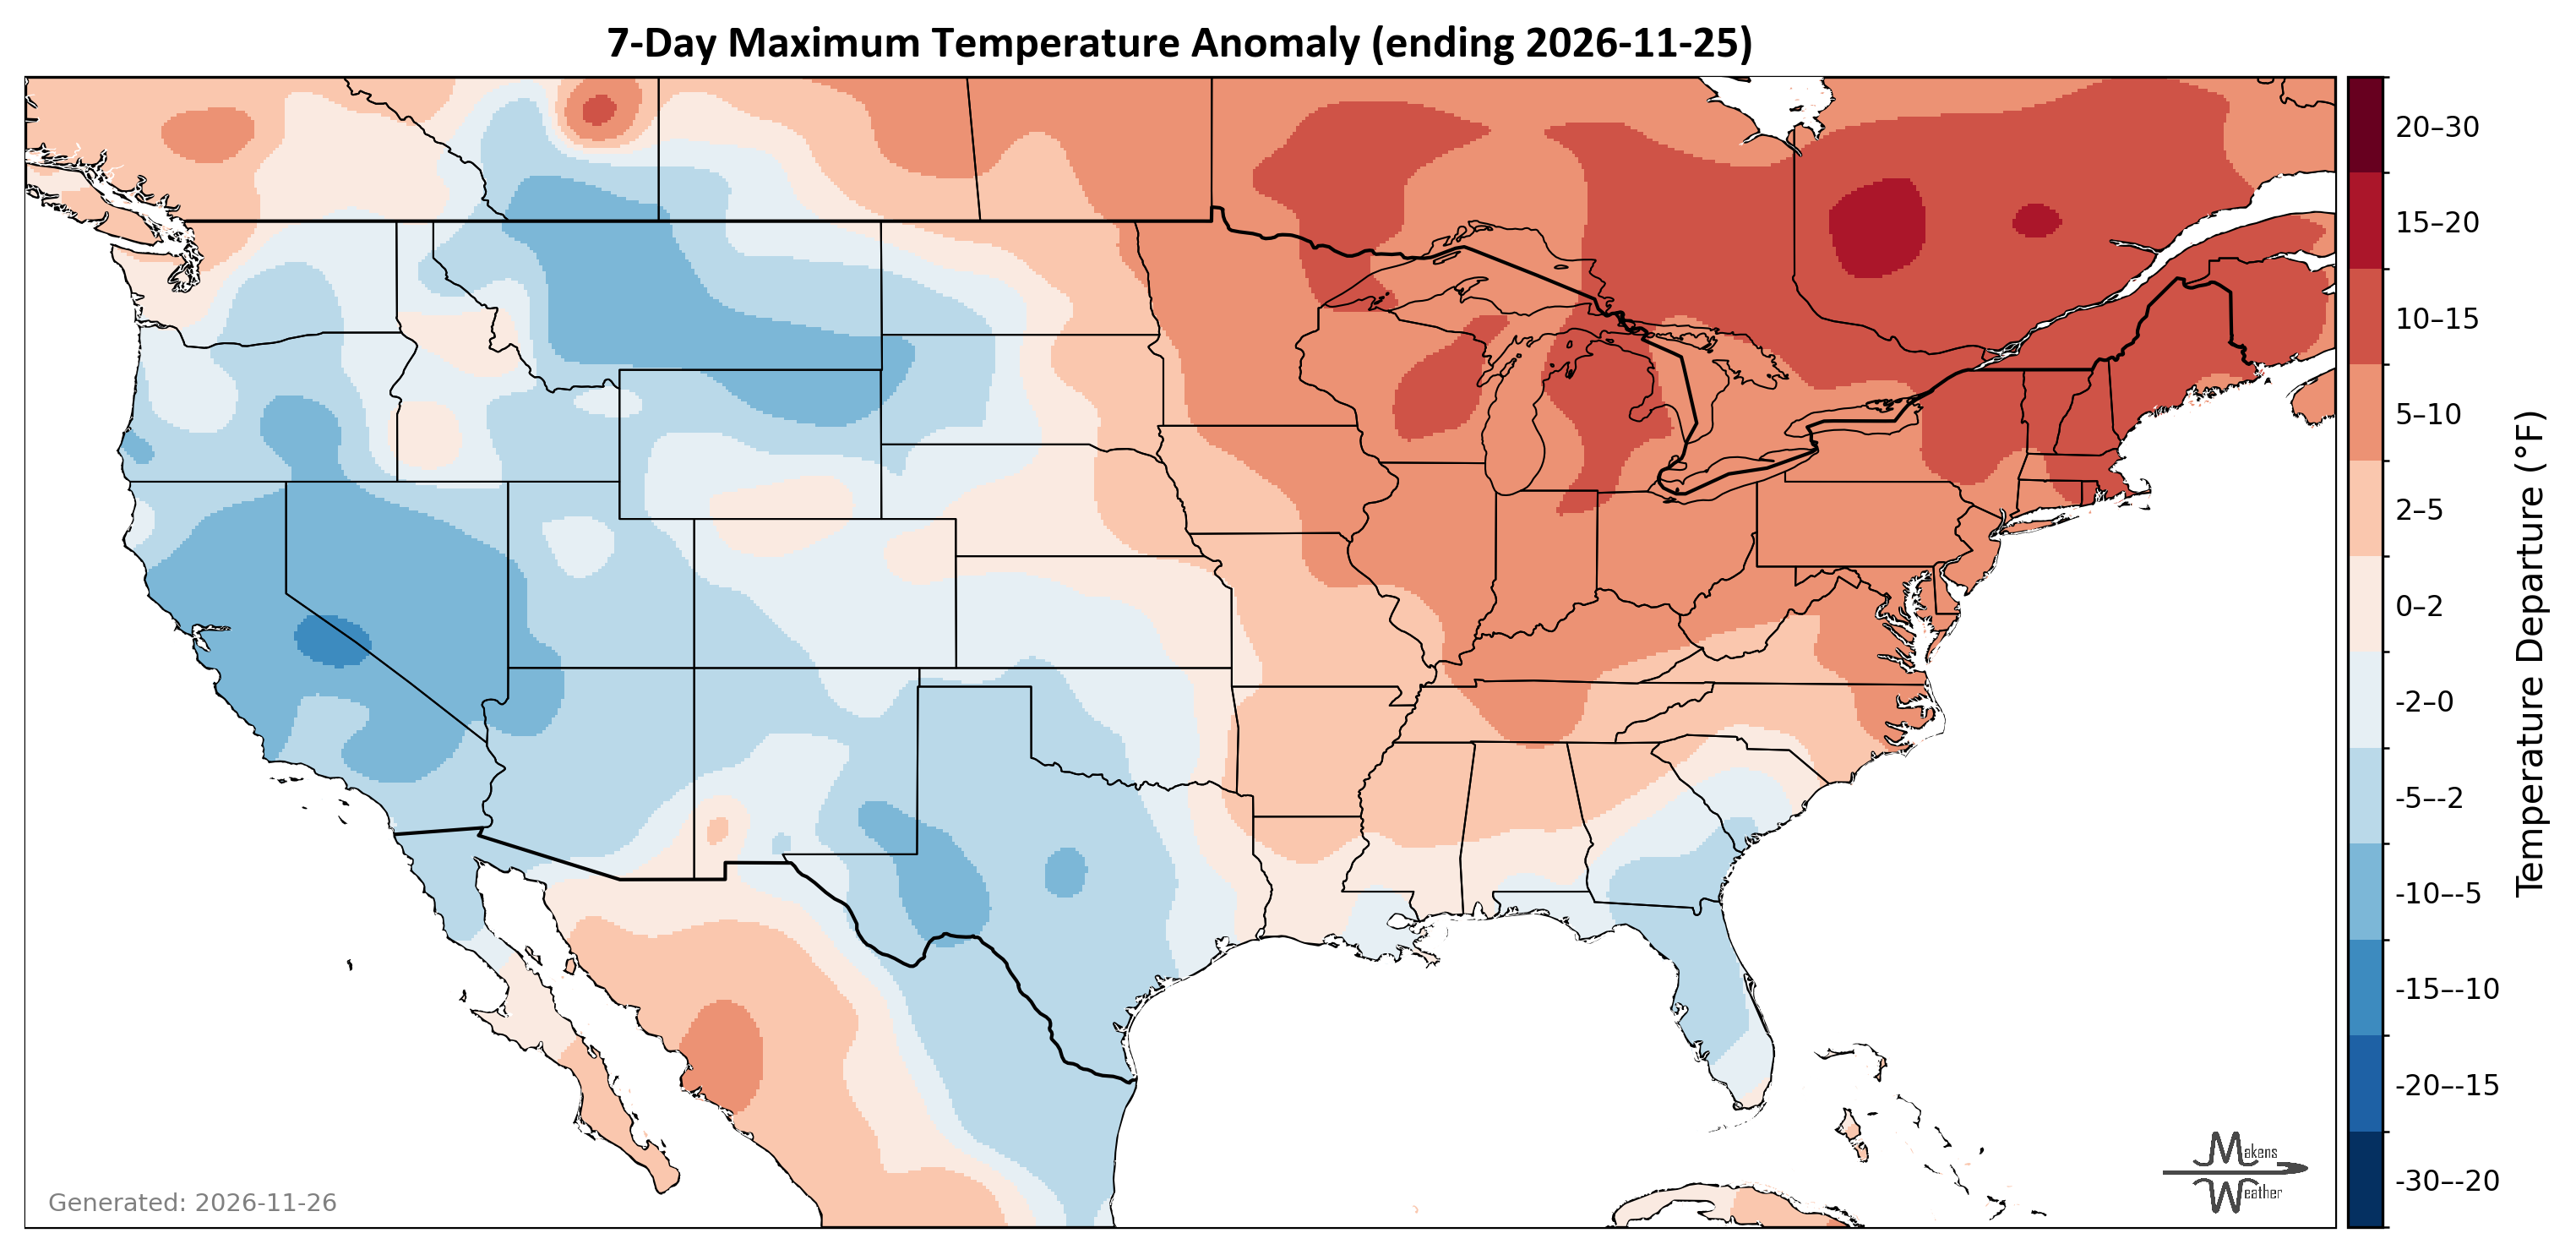 7-Day Maximum Temperature Anomaly (ending 2026-11-25)
20–30
15–20
10–15
5–10
2–5
0–2
-2–0
-5–-2
-10–-5
-15–-10
-20–-15
-30–-20
Temperature Departure (°F)
Generated: 2026-11-26
Makens
Weather